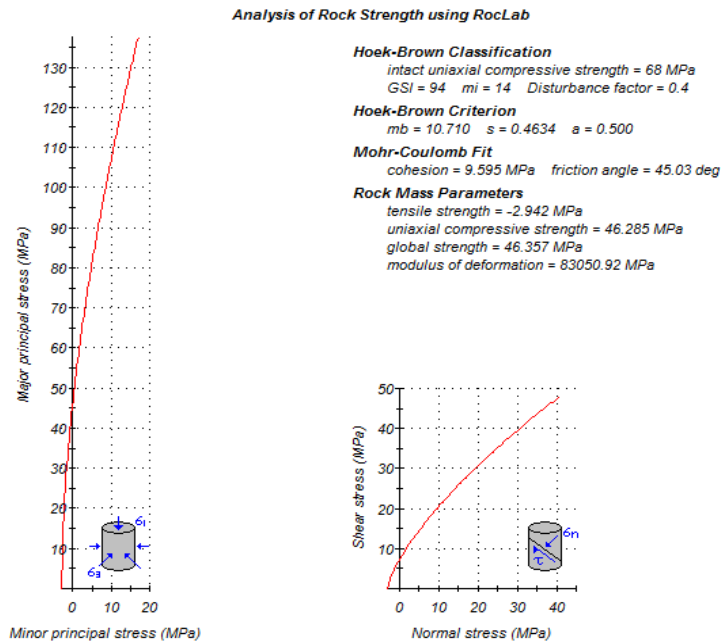 Analysis of Rock Strength using RocLab
Hoek-Brown Classification
intact uniaxial compressive strength = 68 MPa
GSI = 94 mi = 14 Disturbance factor = 0.4
Hoek-Brown Criterion
mb = 10.710 s = 0.4634 a = 0.500
Mohr-Coulomb Fit
cohesion = 9.595 MPa friction angle = 45.03 deg
Rock Mass Parameters
tensile strength = -2.942 MPa
uniaxial compressive strength = 46.285 MPa
global strength = 46.357 MPa
modulus of deformation = 83050.92 MPa
Major principal stress (MPa)
130
120
110
100
90
80
70
60
50
40
30
20
10
0 10 20
Minor principal stress (MPa)
σ1
σ3
Shear stress (MPa)
50
40
30
20
10
0 10 20 30 40
Normal stress (MPa)
σn
τ